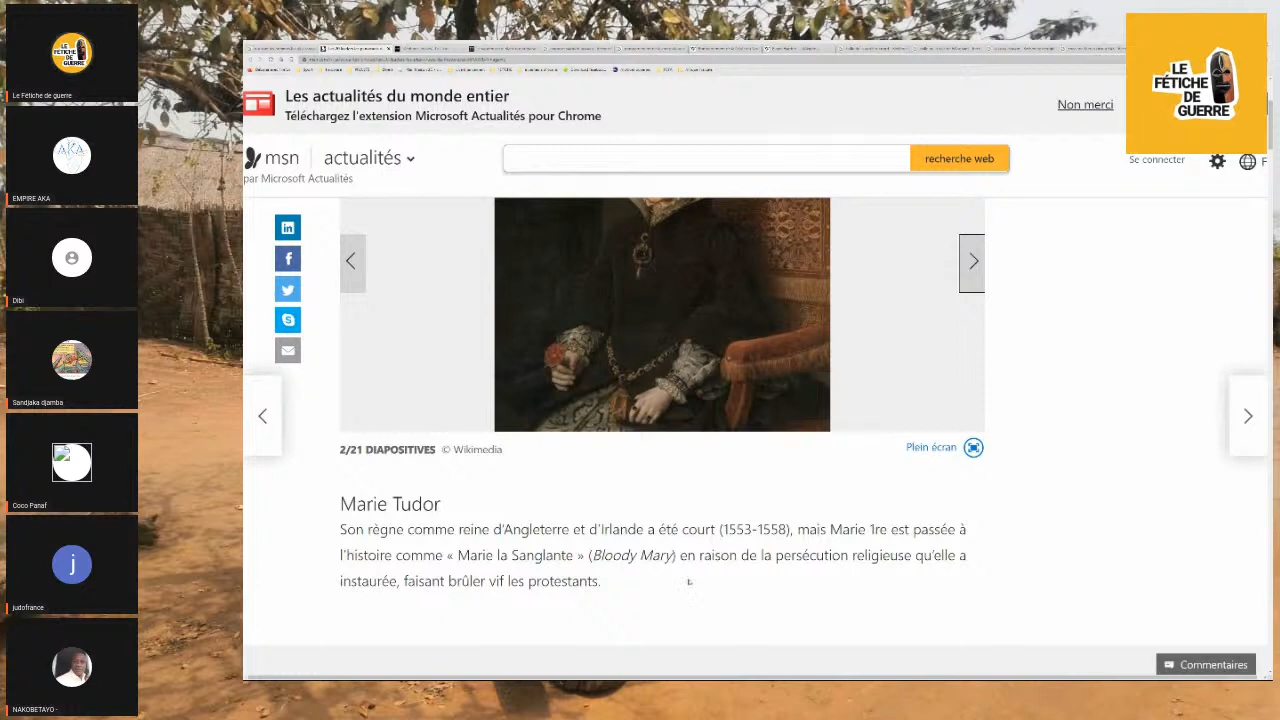 LE
FÉTICHE
DE
GUERRE
Le Fétiche de guerre
AKA
EMPIRE AKA
Dibi
Sandjaka djamba
Coco Panaf
j
judofrance
NAKOBETAYO -
Les actualités du monde entier
Téléchargez l'extension Microsoft Actualités pour Chrome
Non merci
LE
FÉTICHE
DE
GUERRE
msn
actualités
par Microsoft Actualités
recherche web
Se connecter
F
2/21 DIAPOSITIVES © Wikimedia
Plein écran
Marie Tudor
Son règne comme reine d'Angleterre et d'Irlande a été court (1553-1558), mais Marie 1re est passée à
l'histoire comme « Marie la Sanglante » (Bloody Mary) en raison de la persécution religieuse qu'elle a
instaurée, faisant brûler vif les protestants.
Commentaires